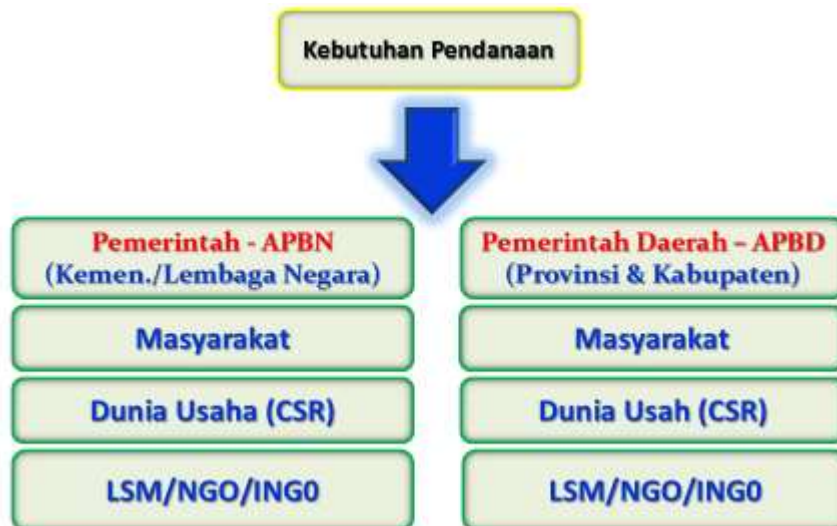 Kebutuhan Pendanaan
Pemerintah - APBN
(Kemen./Lembaga Negara)
Masyarakat
Dunia Usaha (CSR)
LSM/NGO/ING0
Pemerintah Daerah – APBD
(Provinsi & Kabupaten)
Masyarakat
Dunia Usah (CSR)
LSM/NGO/ING0